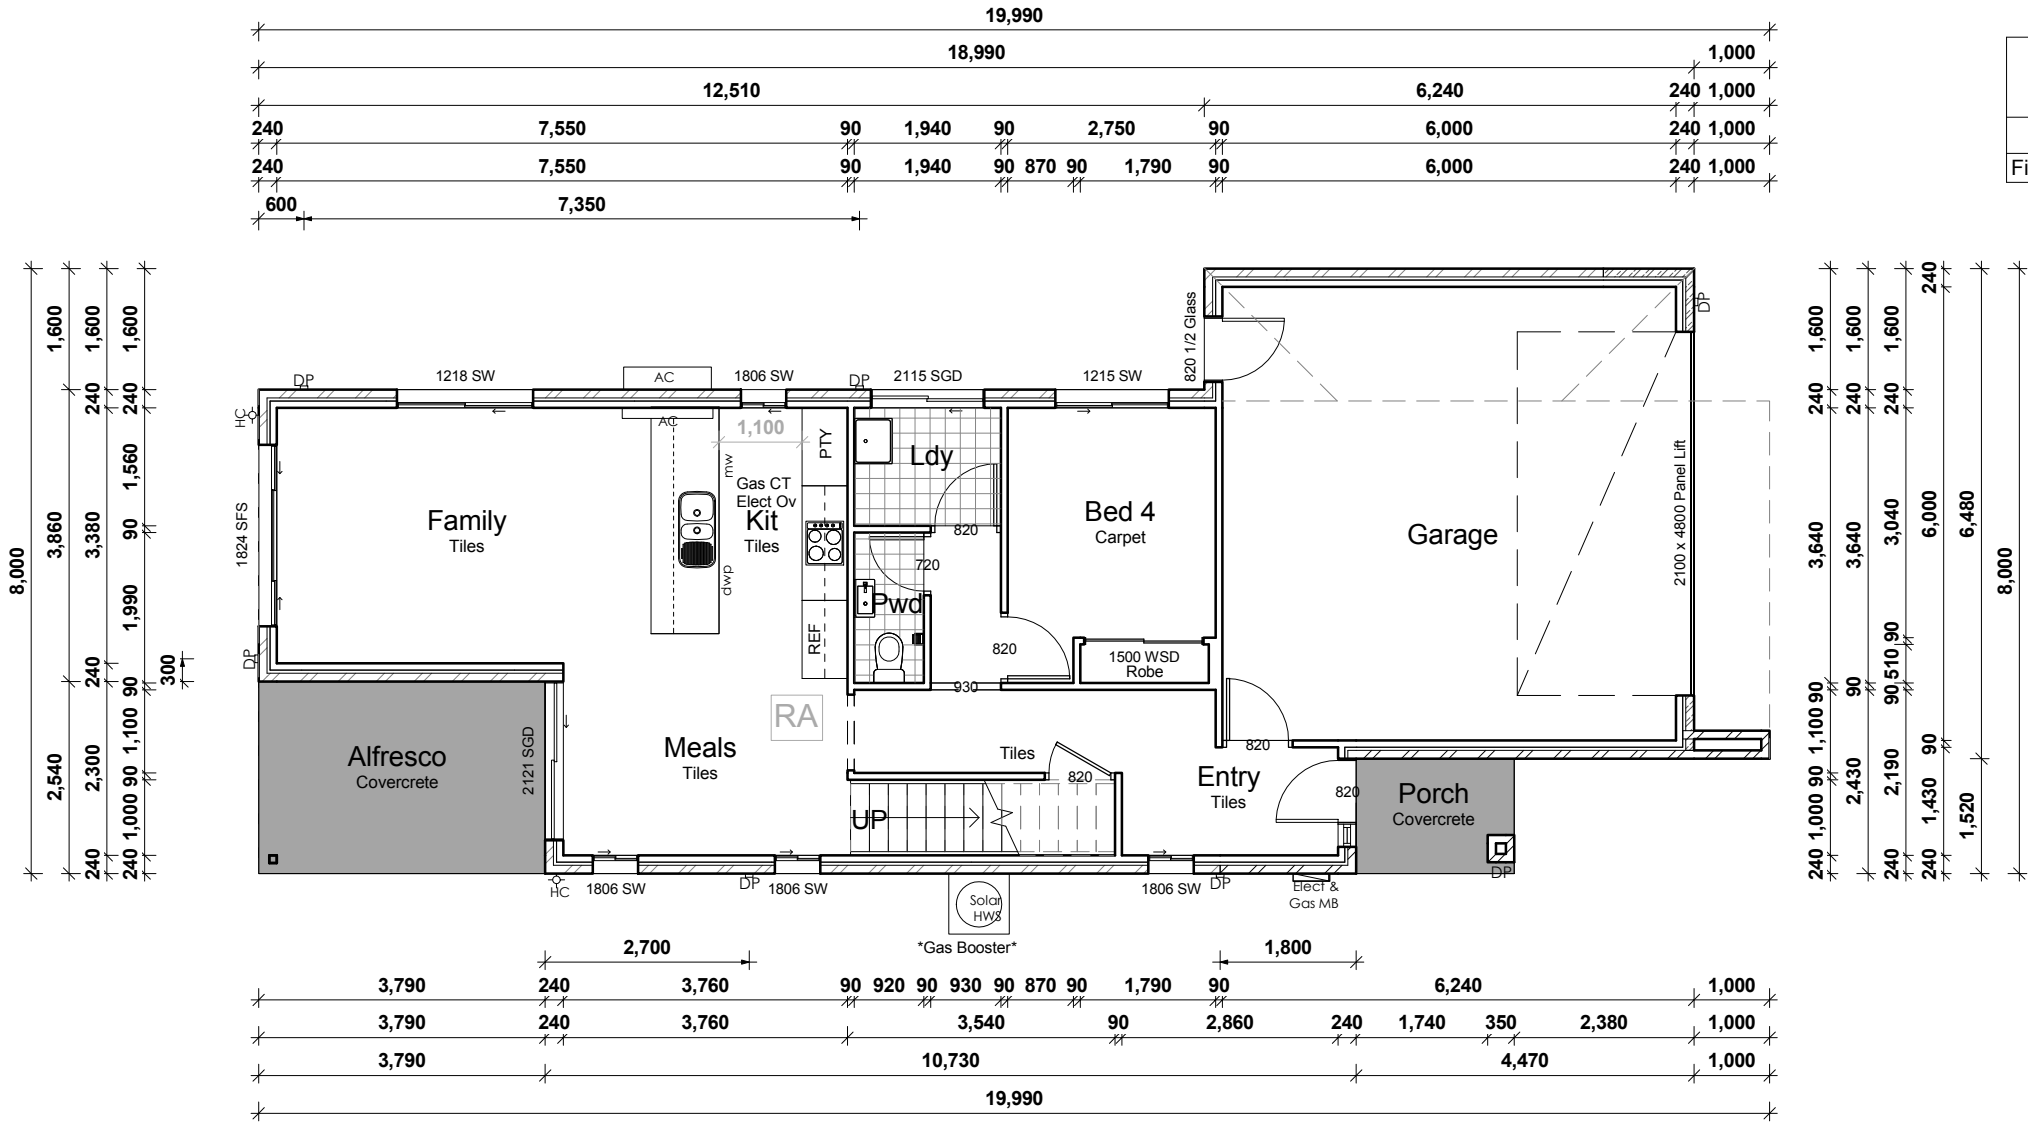 19,990
18,990 1,000
12,510 6,240 240 1,000
240 7,550 90 1,940 90 2,750 90 6,000 240 1,000
240 7,550 90 1,940 90 870 90 1,790 90 6,000 240 1,000
600 7,350
Fi
8,000
1,600 3,860 2,540
1,600 240 3,380 240 2,300 240
1,600 240 1,560 90 1,990 90 1,100 90 1,000 240
300
DP
1218 SW
AC
1806 SW
DP
2115 SGD
1215 SW
820 1/2 Glass
DP
HC
AC
1,100
PTY
Ldy
mw
Gas CT
Elect Ov
1824 SFS
Family
Tiles
Kit
Tiles
820
Bed 4
Carpet
Garage
2100 x 4800 Panel Lift
dwp
720
Pwd
REF
820
1500 WSD
Robe
DP
930
RA
Alfresco
Covercrete
2121 SGD
Meals
Tiles
Tiles
820
820
Entry
Tiles
820
Porch
Covercrete
UP
HC
1806 SW
DP
1806 SW
1806 SW
DP
Elect &
Gas MB
DP
Solar
HWS
*Gas Booster*
1,600 240 3,640 90 1,100 90 1,000 240
1,600 240 3,640 90 2,430 240
1,600 240 3,040 90 510 90 2,190 240
240 6,000 90 1,430 240
6,480 1,520
8,000
2,700 1,800
3,790 240 3,760 90 920 90 930 90 870 90 1,790 90 6,240 1,000
3,790 240 3,760 3,540 90 2,860 240 1,740 350 2,380 1,000
3,790 10,730 4,470 1,000
19,990